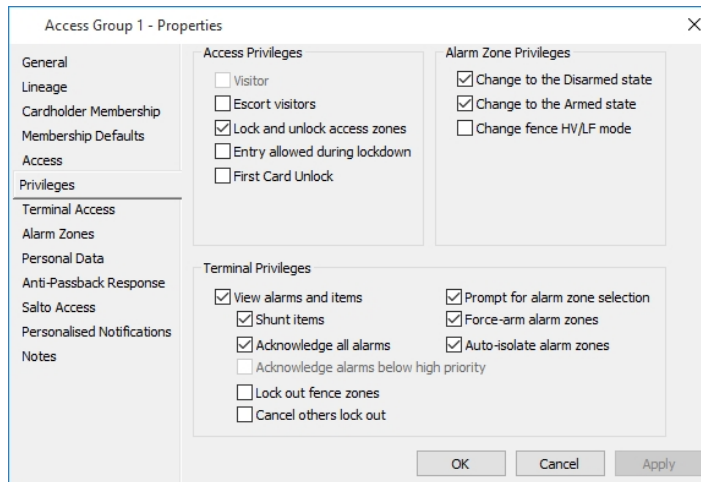 Access Group 1 - Properties
General
Lineage
Cardholder Membership
Membership Defaults
Access
Privileges
Terminal Access
Alarm Zones
Personal Data
Anti-Passback Response
Salto Access
Personalised Notifications
Notes
Access Privileges
Visitor
Escort visitors
Lock and unlock access zones
Entry allowed during lockdown
First Card Unlock
Alarm Zone Privileges
Change to the Disarmed state
Change to the Armed state
Change fence HV/LF mode
Terminal Privileges
View alarms and items
Shunt items
Acknowledge all alarms
Acknowledge alarms below high priority
Lock out fence zones
Cancel others lock out
Prompt for alarm zone selection
Force-arm alarm zones
Auto-isolate alarm zones
OK
Cancel
Apply